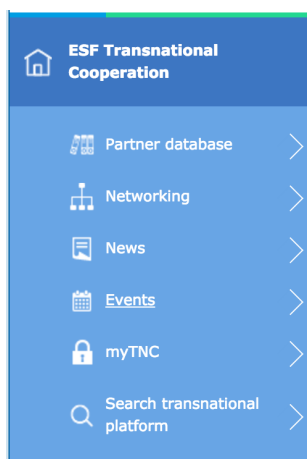 ESF Transnational
Cooperation
Partner database
Networking
News
Events
myTNC
Search transnational
platform